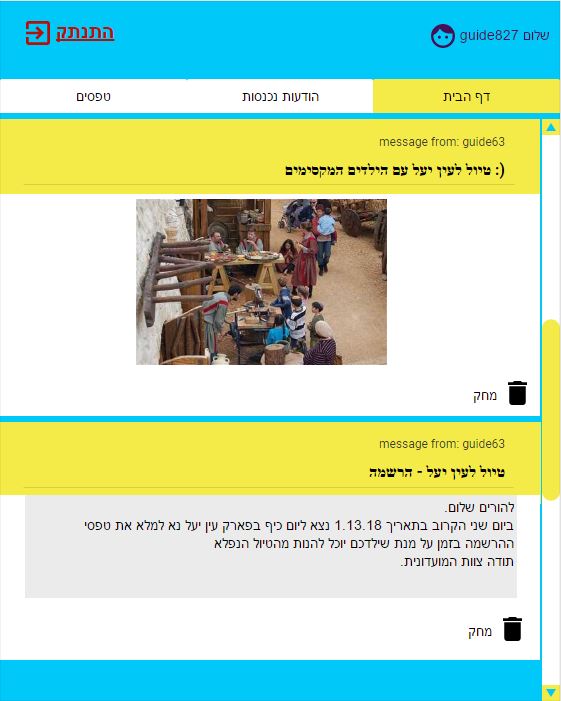 שלום guide827
התנתק
דף הבית
הודעות נכנסות
טפסים
message from: guide63
טיול לעין יעל עם הילדים המקסימים :)
מחק
message from: guide63
טיול לעין יעל - הרשמה
להורים שלום.
ביום שני הקרוב בתאריך 1.13.18 נצא ליום כיף בפארק עין יעל נא למלא את טפסי
ההרשמה בזמן על מנת שילדכם יוכל להנות מהטיול הנפלא
תודה צוות המועדונית.
מחק